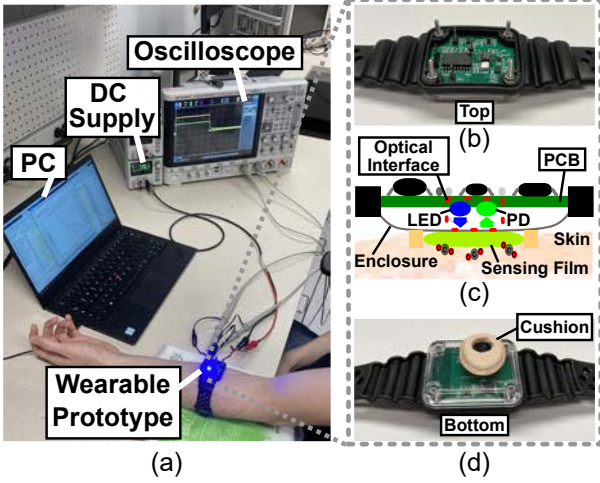 Oscilloscope
DC
Supply
PC
Wearable
Prototype
(a)
Top
(b)
Optical
Interface
PCB
LED
PD
Skin
Enclosure
Sensing Film
(c)
Cushion
Bottom
(d)